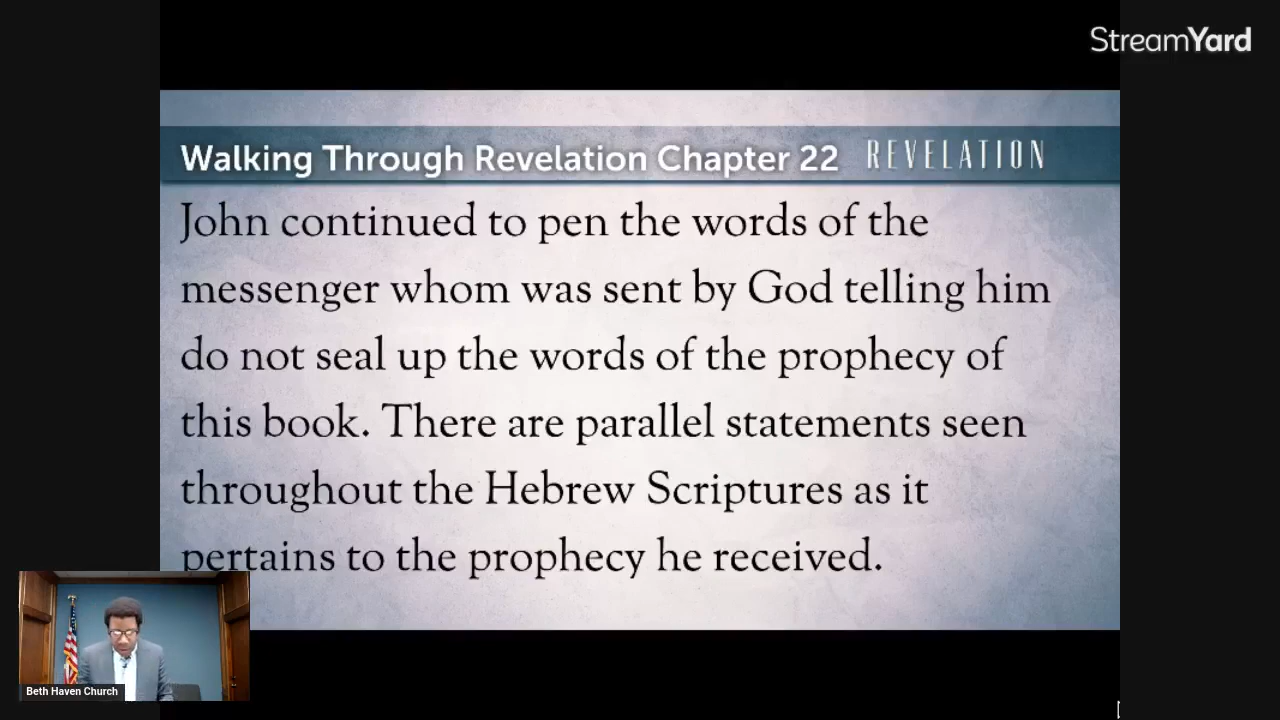 StreamYard
Walking Through Revelation Chapter 22 REVELATION
John continued to pen the words of the
messenger whom was sent by God telling him
do not seal up the words of the prophecy of
this book. There are parallel statements seen
throughout the Hebrew Scriptures as it
pertains to the prophecy he received.
Beth Haven Church